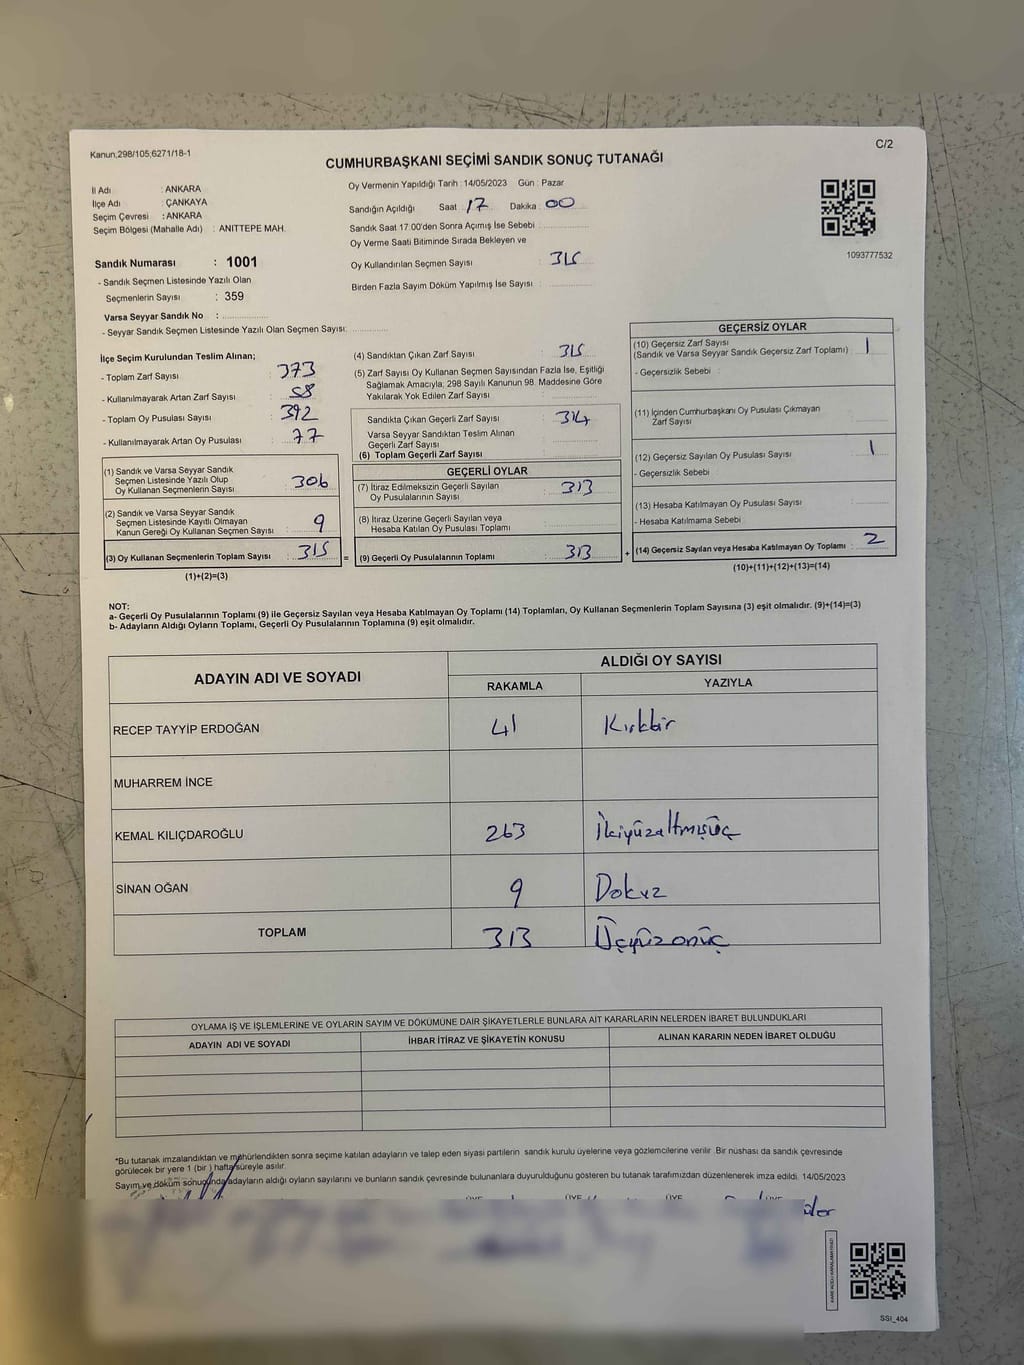 Kanun,298/105,6271/18-1
C/2
CUMHURBAŞKANI SEÇİMİ SANDIK SONUÇ TUTANAĞI
İl Adı : ANKARA
İlçe Adı : ÇANKAYA
Seçim Çevresi : ANKARA
Seçim Bölgesi (Mahalle Adı) : ANITTEPE MAH.
Sandık Numarası : 1001
- Sandık Seçmen Listesinde Yazılı Olan
Seçmenlerin Sayısı : 359
Varsa Seyyar Sandık No :
- Seyyar Sandık Seçmen Listesinde Yazılı Olan Seçmen Sayısı:
Oy Vermenin Yapıldığı Tarih : 14/05/2023 Gün : Pazar
Sandığın Açıldığı Saat 17 Dakika : 00
Sandık Saat 17:00'den Sonra Açımış İse Sebebi :
Oy Verme Saati Bitiminde Sırada Bekleyen ve
Oy Kullandırılan Seçmen Sayısı : 315
Birden Fazla Sayım Döküm Yapılmış İse Sayısı :
1093777532
İlçe Seçim Kurulundan Teslim Alınan;
- Toplam Zarf Sayısı : 373
- Kullanılmayarak Artan Zarf Sayısı : 58
- Toplam Oy Pusulası Sayısı : 392
- Kullanılmayarak Artan Oy Pusulası : 77
(1) Sandık ve Varsa Seyyar Sandık
Seçmen Listesinde Yazılı Olup
Oy Kullanan Seçmenlerin Sayısı : 306
(2) Sandık ve Varsa Seyyar Sandık
Seçmen Listesinde Kayıtlı Olmayan
Kanun Gereği Oy Kullanan Seçmen Sayısı : 9
(3) Oy Kullanan Seçmenlerin Toplam Sayısı : 315 =
(1)+(2)=(3)
(4) Sandıktan Çıkan Zarf Sayısı : 315
(5) Zarf Sayısı Oy Kullanan Seçmen Sayısından Fazla İse, Eşitliği
Sağlamak Amacıyla, 298 Sayılı Kanunun 98. Maddesine Göre
Yakılarak Yok Edilen Zarf Sayısı :
Sandıkta Çıkan Geçerli Zarf Sayısı : 314
Varsa Seyyar Sandıktan Teslim Alınan
Geçerli Zarf Sayısı :
(6) Toplam Geçerli Zarf Sayısı :
GEÇERLİ OYLAR
(7) İtiraz Edilmeksizin Geçerli Sayılan
Oy Pusulalarının Sayısı : 313
(8) İtiraz Üzerine Geçerli Sayılan veya
Hesaba Katılan Oy Pusulası Toplamı :
(9) Geçerli Oy Pusulalarının Toplamı : 313 +
GEÇERSİZ OYLAR
(10) Geçersiz Zarf Sayısı
(Sandık ve Varsa Seyyar Sandık Geçersiz Zarf Toplamı) : 1
- Geçersizlik Sebebi :
(11) İçinden Cumhurbaşkanı Oy Pusulası Çıkmayan
Zarf Sayısı :
(12) Geçersiz Sayılan Oy Pusulası Sayısı : 1
- Geçersizlik Sebebi :
(13) Hesaba Katılmayan Oy Pusulası Sayısı :
- Hesaba Katılmama Sebebi :
(14) Geçersiz Sayılan veya Hesaba Katılmayan Oy Toplamı : 2
(10)+(11)+(12)+(13)=(14)
NOT:
a- Geçerli Oy Pusulalarının Toplamı (9) ile Geçersiz Sayılan veya Hesaba Katılmayan Oy Toplamı (14) Toplamları, Oy Kullanan Seçmenlerin Toplam Sayısına (3) eşit olmalıdır. (9)+(14)=(3)
b- Adayların Aldığı Oyların Toplamı, Geçerli Oy Pusulalarının Toplamına (9) eşit olmalıdır.
ADAYIN ADI VE SOYADI
ALDIĞI OY SAYISI
RAKAMLA YAZIYLA
RECEP TAYYİP ERDOĞAN 41 Kırkbir
MUHARREM İNCE
KEMAL KILIÇDAROĞLU 263 İkiyüzaltmışüç
SİNAN OĞAN 9 Dokuz
TOPLAM 313 Üçyüzonüç
OYLAMA İŞ VE İŞLEMLERİNE VE OYLARIN SAYIM VE DÖKÜMÜNE DAİR ŞİKAYETLERLE BUNLARA AİT KARARLARIN NELERDEN İBARET BULUNDUKLARI
ADAYIN ADI VE SOYADI İHBAR İTİRAZ VE ŞİKAYETİN KONUSU ALINAN KARARIN NEDEN İBARET OLDUĞU
*Bu tutanak imzalandıktan ve mühürlendikten sonra seçime katılan adayların ve talep eden siyasi partilerin sandık kurulu üyelerine veya gözlemcilerine verilir. Bir nüshası da sandık çevresinde
görülecek bir yere 1 (bir ) hafta süreyle asılır.
Sayım ve döküm sonucunda adayların aldığı oyların sayılarını ve bunların sandık çevresinde bulunanlara duyurulduğunu gösteren bu tutanak tarafımızdan düzenlenerek imza edildi. 14/05/2023
ÜYE ÜYE ÜYE ÜYE
SSI_404